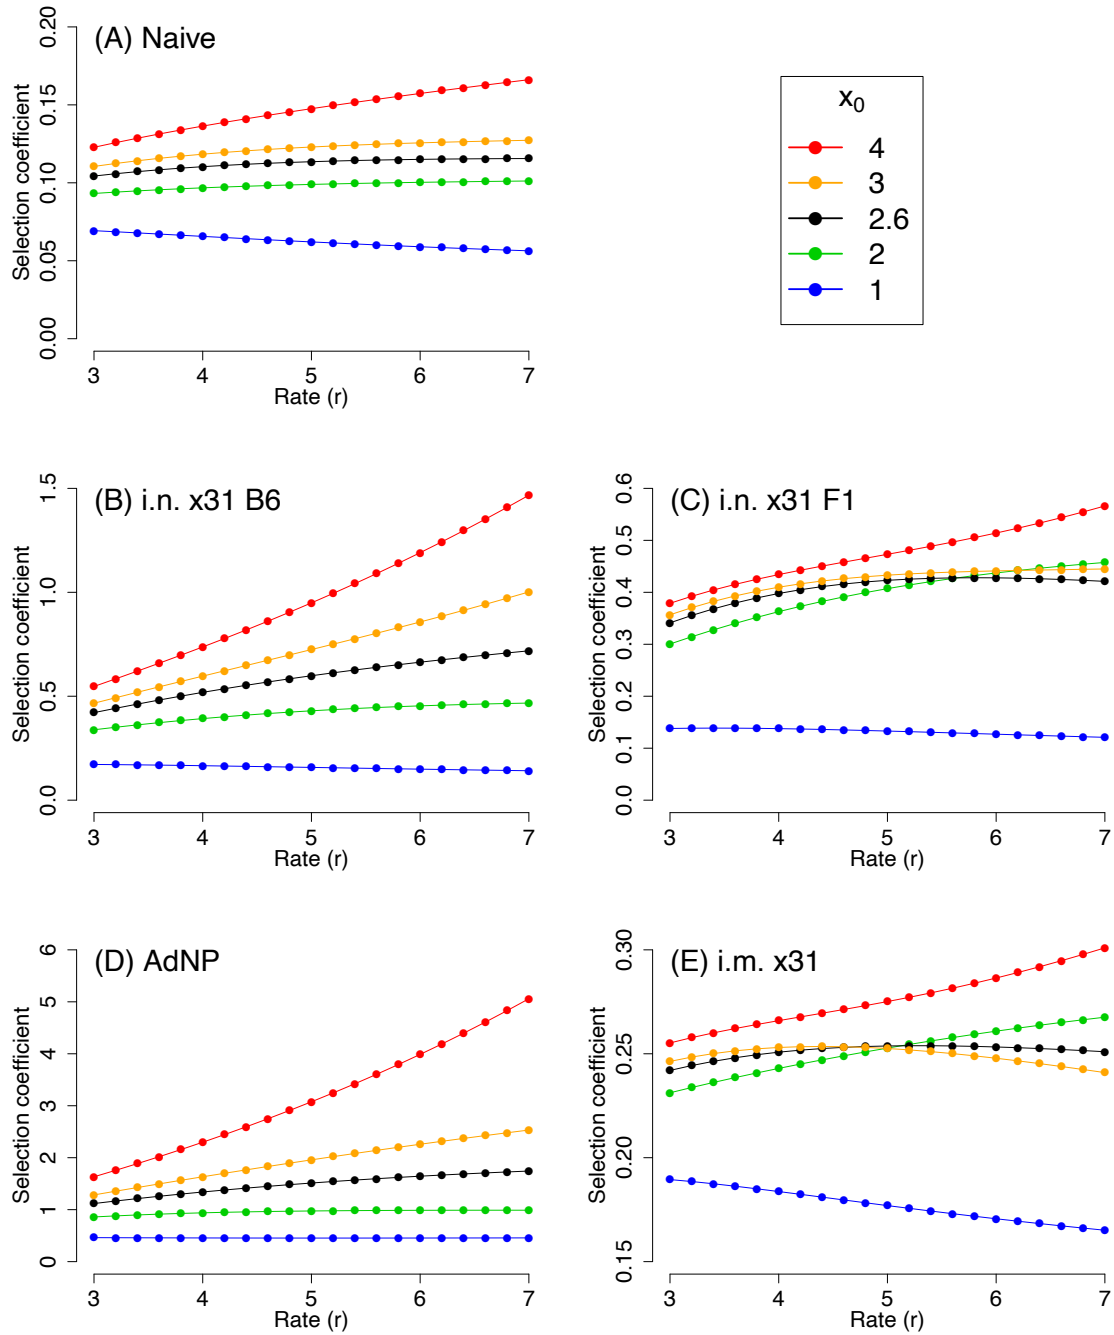 (A) Naive
Selection coefficient
0.00 0.05 0.10 0.15 0.20
3 4 5 6 7
Rate (r)
x0
4
3
2.6
2
1
(B) i.n. x31 B6
Selection coefficient
0.0 0.5 1.0 1.5
3 4 5 6 7
Rate (r)
(C) i.n. x31 F1
Selection coefficient
0.0 0.1 0.2 0.3 0.4 0.5 0.6
3 4 5 6 7
Rate (r)
(D) AdNP
Selection coefficient
0 1 2 3 4 5 6
3 4 5 6 7
Rate (r)
(E) i.m. x31
Selection coefficient
0.15 0.20 0.25 0.30
3 4 5 6 7
Rate (r)